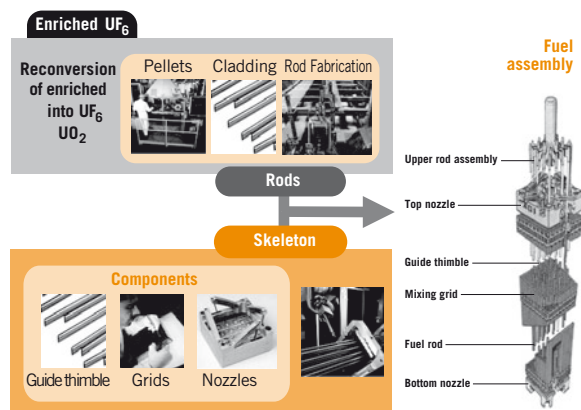 Enriched UF6
Reconversion
of enriched
into UF6
UO2
Pellets
Cladding
Rod Fabrication
Rods
Skeleton
Components
Guide thimble
Grids
Nozzles
Fuel
assembly
Upper rod assembly
Top nozzle
Guide thimble
Mixing grid
Fuel rod
Bottom nozzle